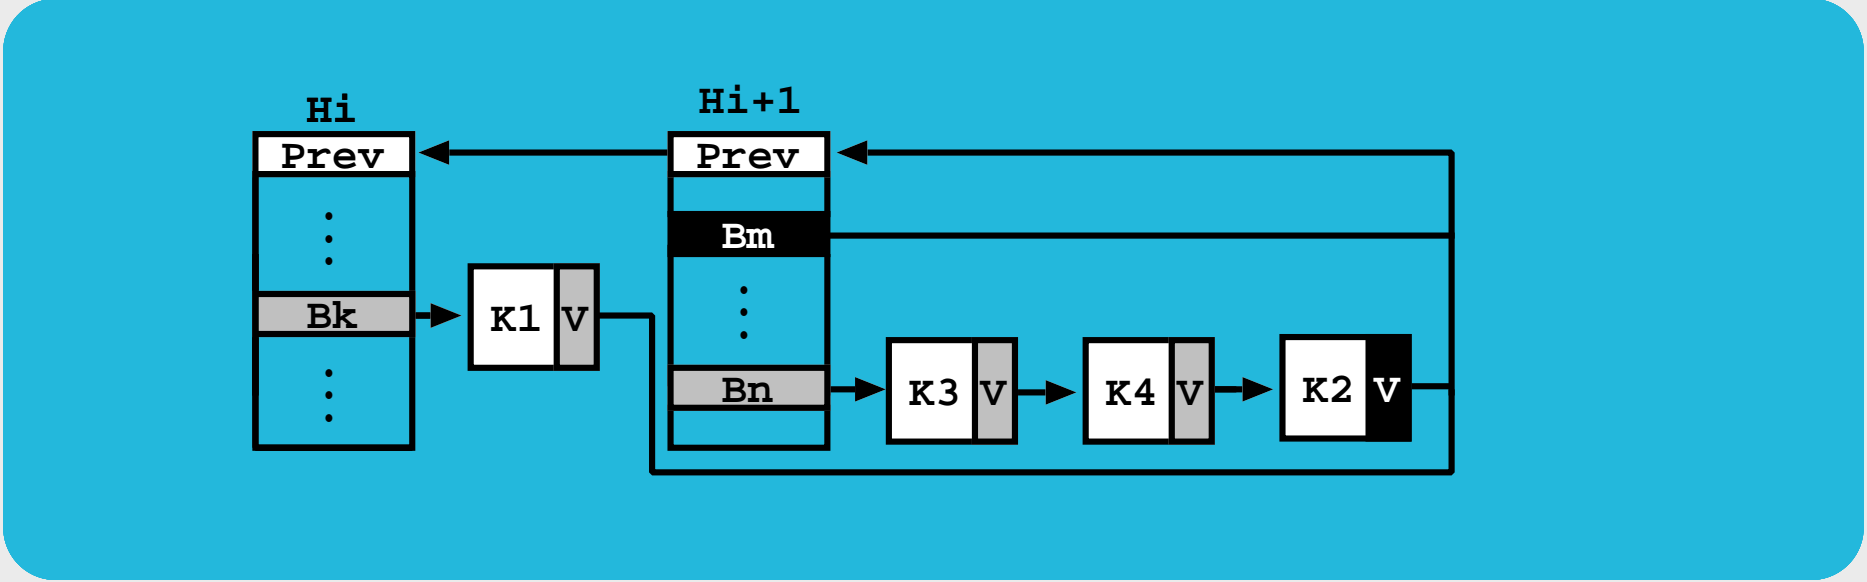 Hi
Hi+1
Prev
Prev
Bm
Bk
K1 V
Bn
K3 V
K4 V
K2 V